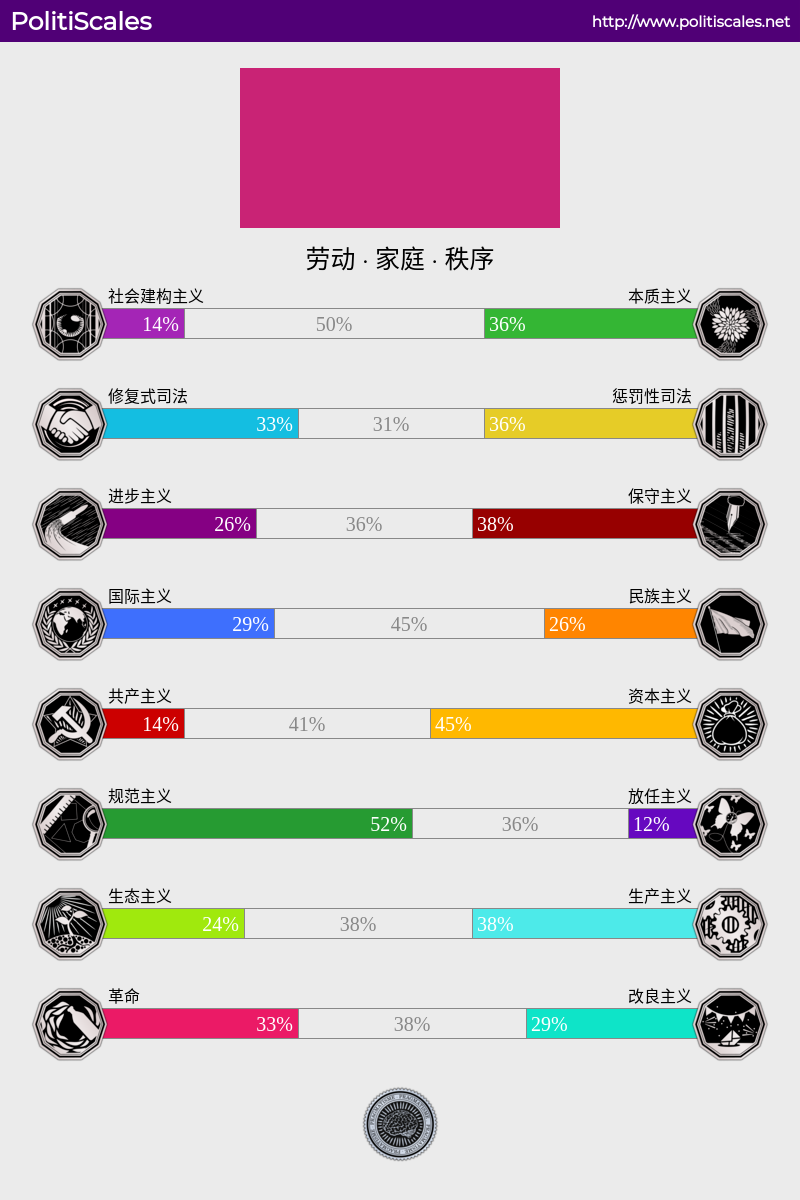 PolitiScales http://www.politiscales.net
劳动 · 家庭 · 秩序
社会建构主义 本质主义
14% 50% 36%
修复式司法 惩罚性司法
33% 31% 36%
进步主义 保守主义
26% 36% 38%
国际主义 民族主义
29% 45% 26%
共产主义 资本主义
14% 41% 45%
规范主义 放任主义
52% 36% 12%
生态主义 生产主义
24% 38% 38%
革命 改良主义
33% 38% 29%